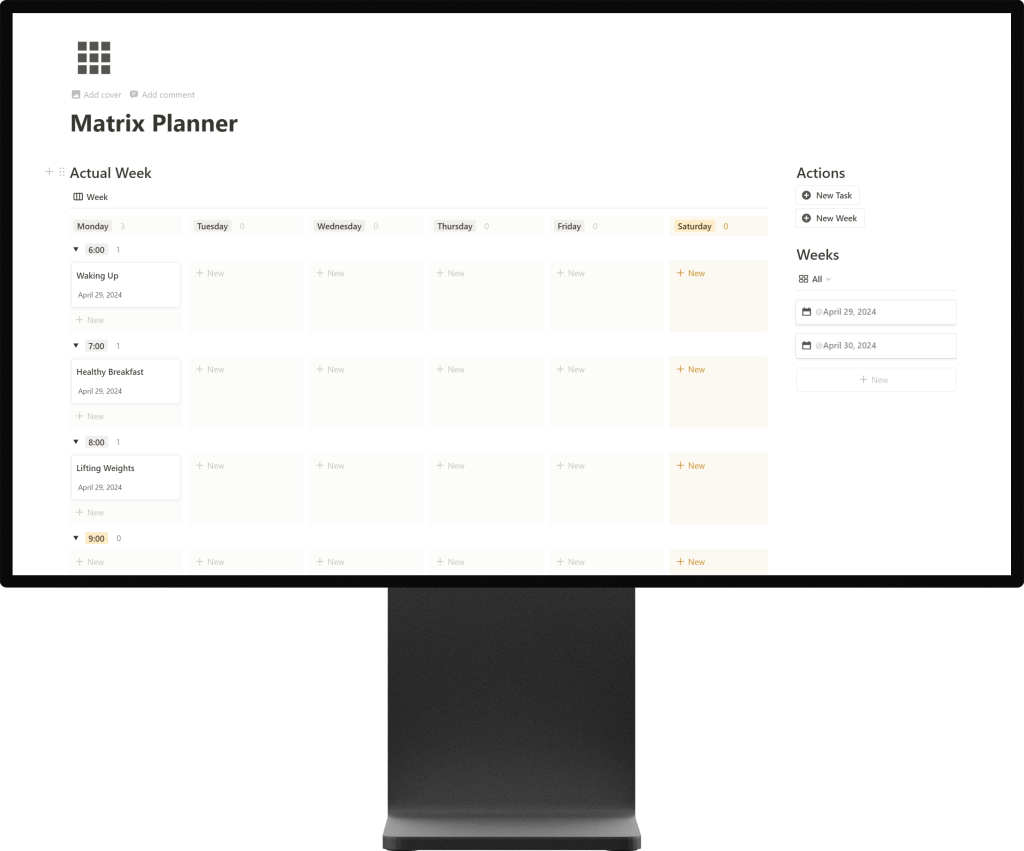 Add cover Add comment
Matrix Planner
Actual Week
Week
Monday 3 Tuesday 0 Wednesday 0 Thursday 0 Friday 0 Saturday 0
6:00 1
Waking Up
April 29, 2024
New
New
New
New
New
New
7:00 1
Healthy Breakfast
April 29, 2024
New
New
New
New
New
New
8:00 1
Lifting Weights
April 29, 2024
New
New
New
New
New
New
9:00 0
New New New New New New
Actions
New Task
New Week
Weeks
All
@April 29, 2024
@April 30, 2024
New